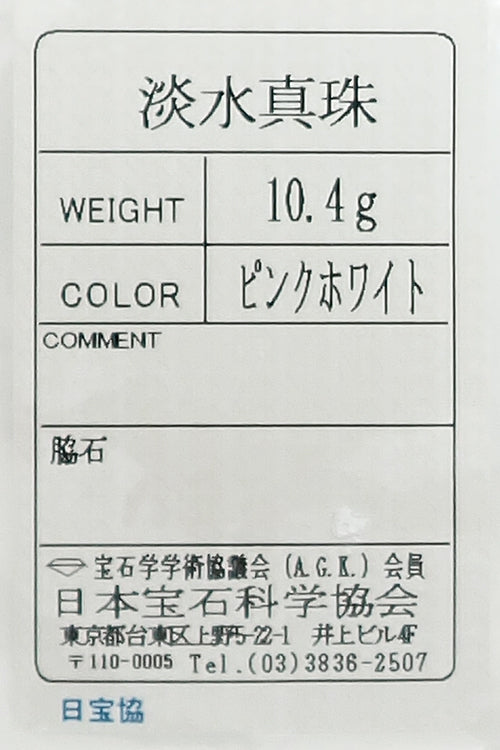 淡水真珠
WEIGHT 10.4g
COLOR ピンクホワイト
COMMENT
脇石
宝石学学術協議会 (A.G.K.) 会員
日本宝石科学協会
東京都台東区上野5-22-1 井上ビル4F
〒110-0005 Tel.(03)3836-2507
日宝協